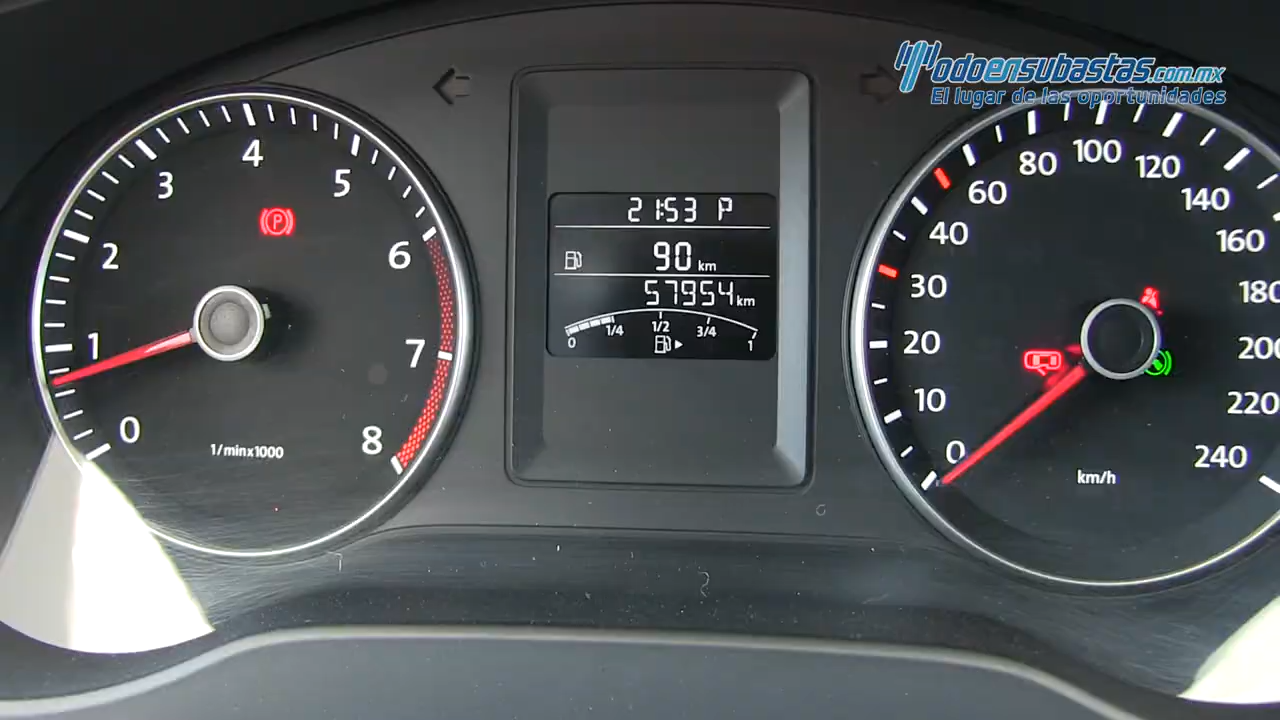 Todoensubastas.com.mx
El lugar de las oportunidades
0
1
2
3
4
5
6
7
8
P
1/minx1000
21:53 P
90 km
57954 km
0 1/4 1/2 3/4 1
0
10
20
30
40
60
80
100
120
140
160
180
200
220
240
km/h